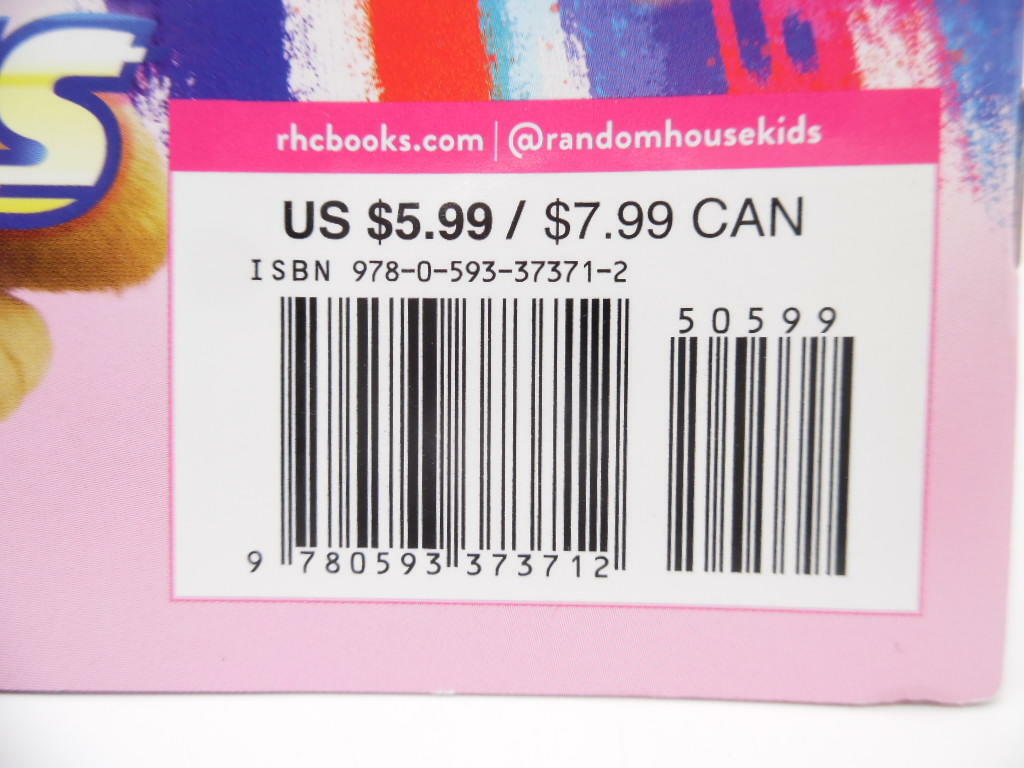 s
rhcbooks.com | @randomhousekids
US $5.99 / $7.99 CAN
ISBN 978-0-593-37371-2
50599
9 780593 373712